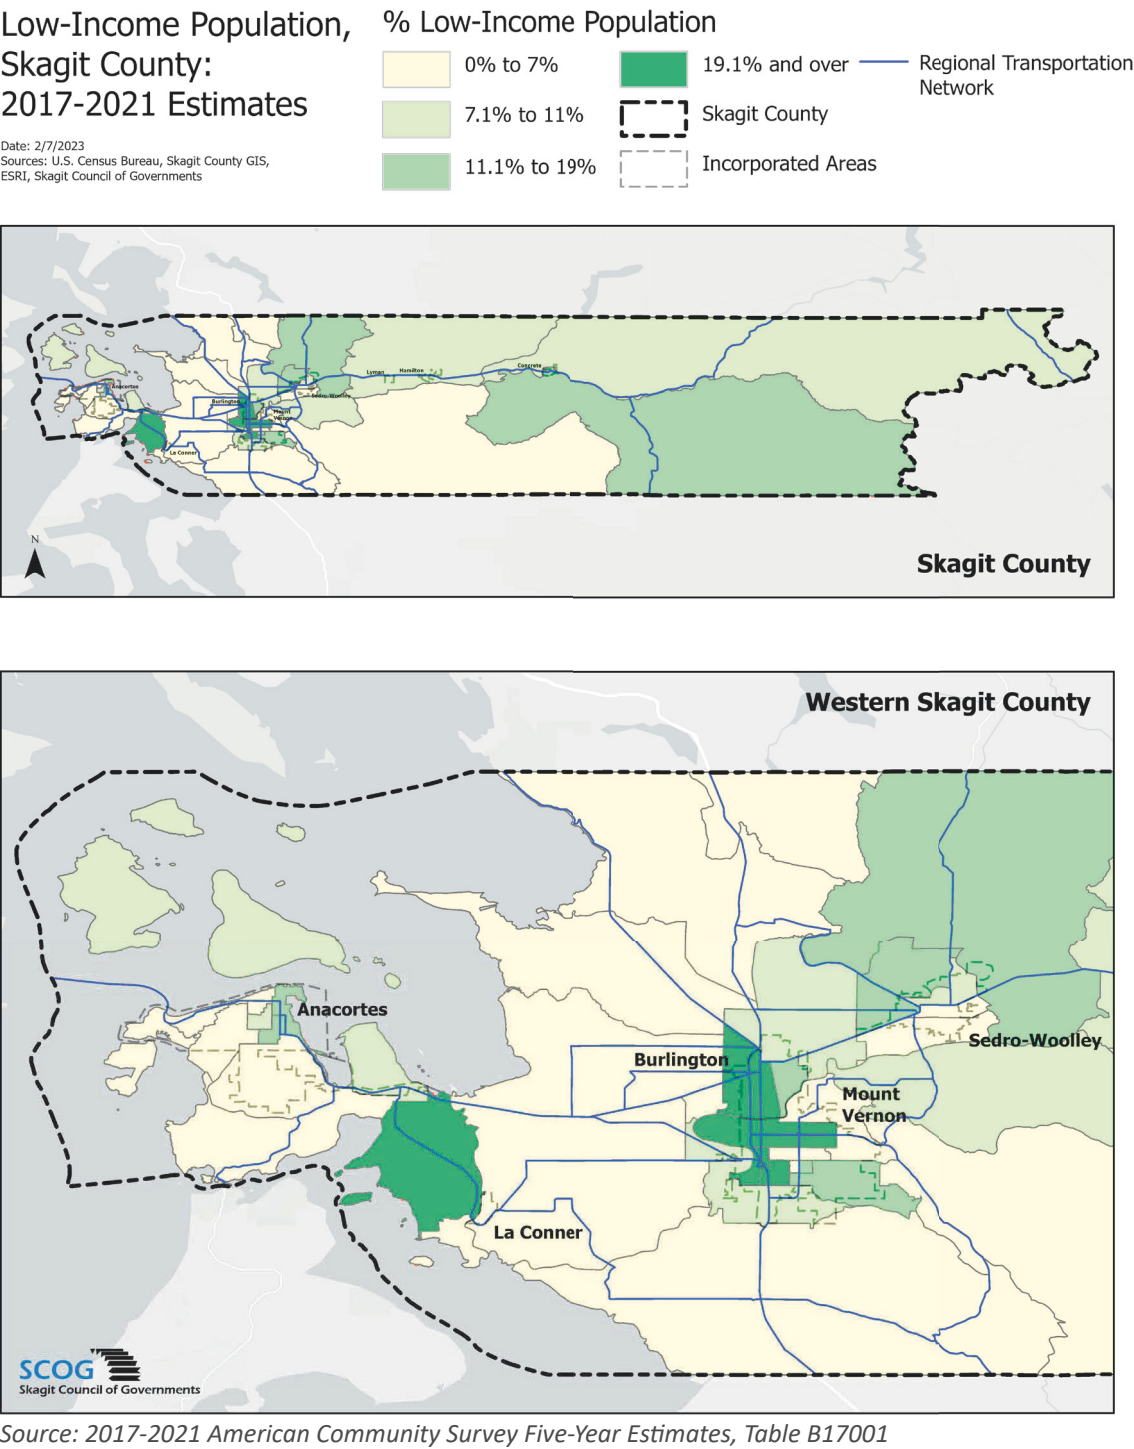 Low-Income Population,
Skagit County:
2017-2021 Estimates
Date: 2/7/2023
Sources: U.S. Census Bureau, Skagit County GIS,
ESRI, Skagit Council of Governments
% Low-Income Population
0% to 7%
7.1% to 11%
11.1% to 19%
19.1% and over
Skagit County
Incorporated Areas
Regional Transportation
Network
Anacortes
Burlington
Mount
Vernon
La Conner
Sedro-Woolley
Lyman
Hamilton
Concrete
N
Skagit County
Western Skagit County
Anacortes
Burlington
Sedro-Woolley
Mount
Vernon
La Conner
SCOG
Skagit Council of Governments
Source: 2017-2021 American Community Survey Five-Year Estimates, Table B17001